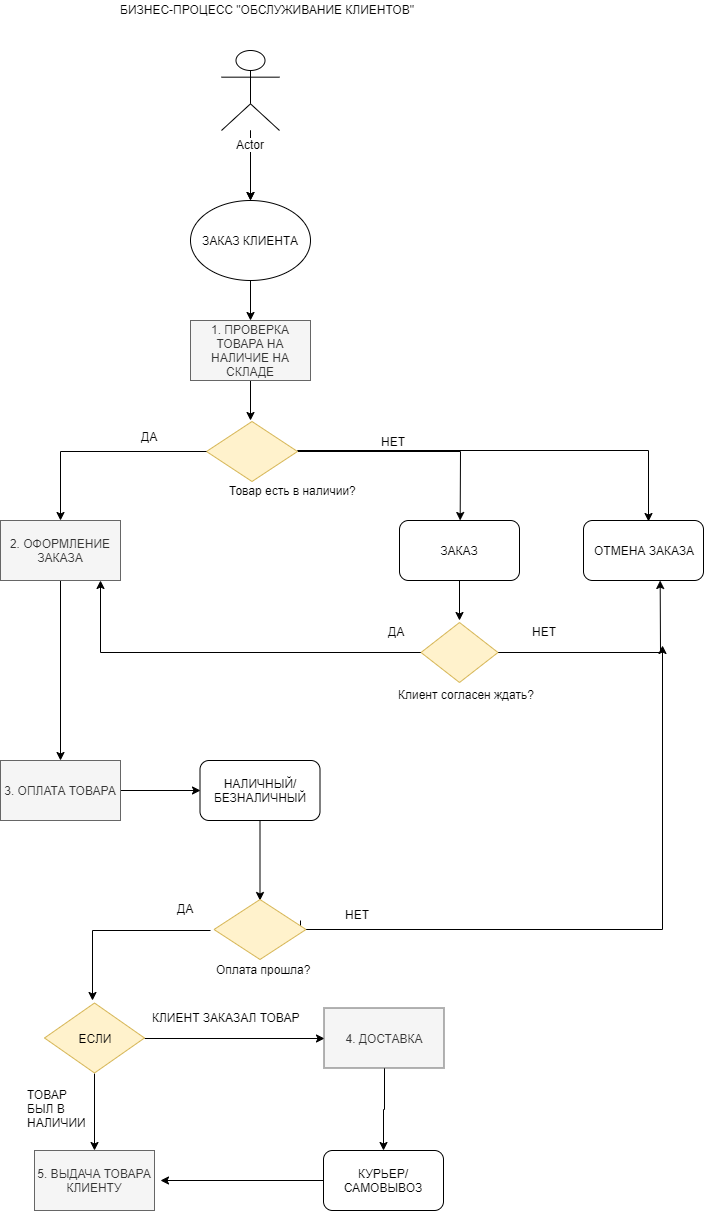 БИЗНЕС-ПРОЦЕСС "ОБСЛУЖИВАНИЕ КЛИЕНТОВ"
Actor
ЗАКАЗ КЛИЕНТА
1. ПРОВЕРКА
ТОВАРА НА
НАЛИЧИЕ НА
СКЛАДЕ
ДА
НЕТ
Товар есть в наличии?
2. ОФОРМЛЕНИЕ
ЗАКАЗА
ЗАКАЗ
ОТМЕНА ЗАКАЗА
ДА
НЕТ
Клиент согласен ждать?
3. ОПЛАТА ТОВАРА
НАЛИЧНЫЙ/
БЕЗНАЛИЧНЫЙ
ДА
НЕТ
Оплата прошла?
ЕСЛИ
КЛИЕНТ ЗАКАЗАЛ ТОВАР
4. ДОСТАВКА
ТОВАР
БЫЛ В
НАЛИЧИИ
5. ВЫДАЧА ТОВАРА
КЛИЕНТУ
КУРЬЕР/
САМОВЫВОЗ